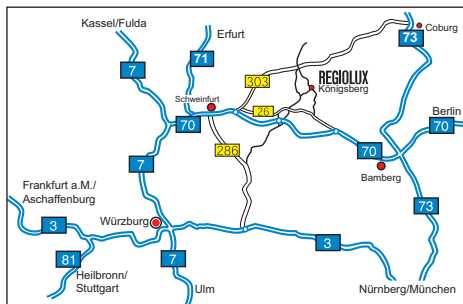 Kassel/Fulda
Erfurt
73
Coburg
71
7
303
REGIOLUX
Königsberg
Schweinfurt
26
70
Berlin
70
70
286
7
Bamberg
Frankfurt a.M./
Aschaffenburg
Würzburg
73
3
3
81
7
Heilbronn/
Stuttgart
Ulm
Nürnberg/München